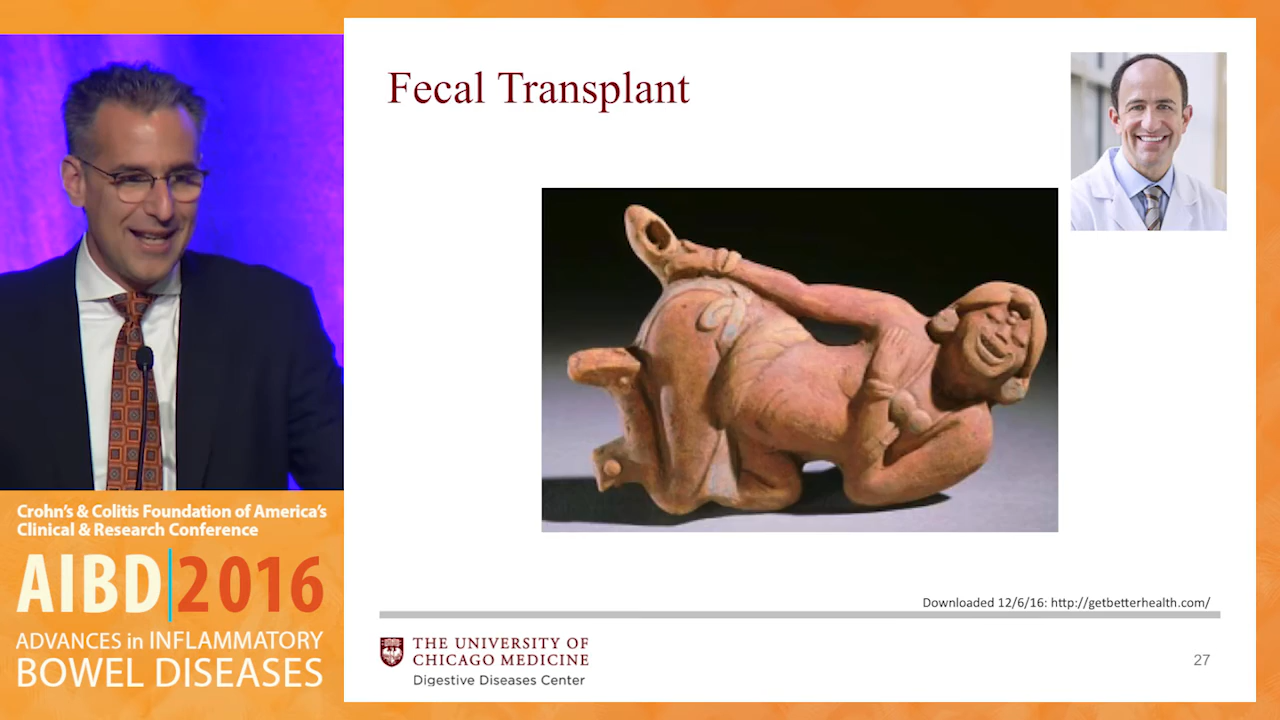 Fecal Transplant
Downloaded 12/6/16: http://getbetterhealth.com/
THE UNIVERSITY OF
CHICAGO MEDICINE
Digestive Diseases Center
27
Crohn's & Colitis Foundation of America's
Clinical & Research Conference
AIBD|2016
ADVANCES in INFLAMMATORY
BOWEL DISEASES